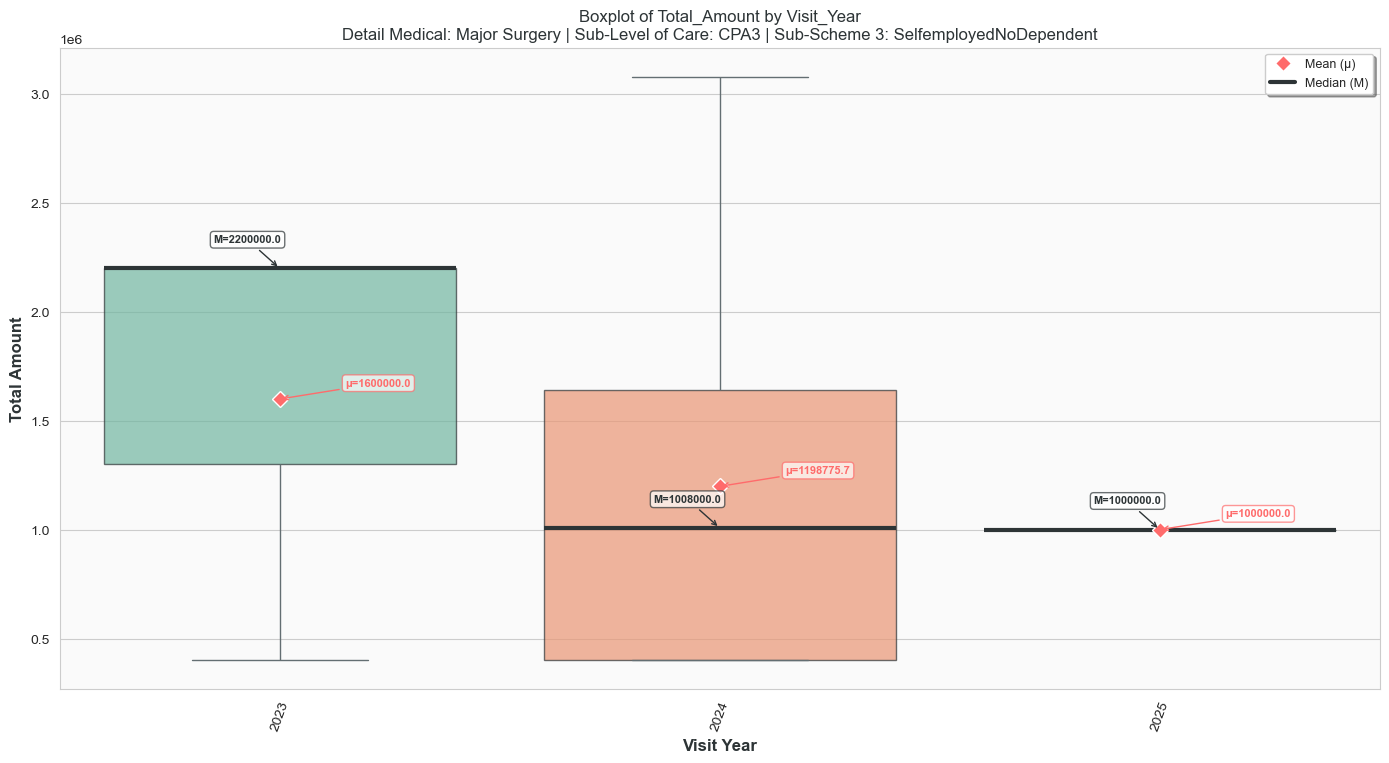 Boxplot of Total_Amount by Visit_Year
Detail Medical: Major Surgery | Sub-Level of Care: CPA3 | Sub-Scheme 3: SelfemployedNoDependent
1e6
Mean (μ)
Median (M)
3.0
2.5
2.0
1.5
1.0
0.5
Total Amount
M=2200000.0
μ=1600000.0
μ=1198775.7
M=1008000.0
M=1000000.0
μ=1000000.0
2023
2024
2025
Visit Year